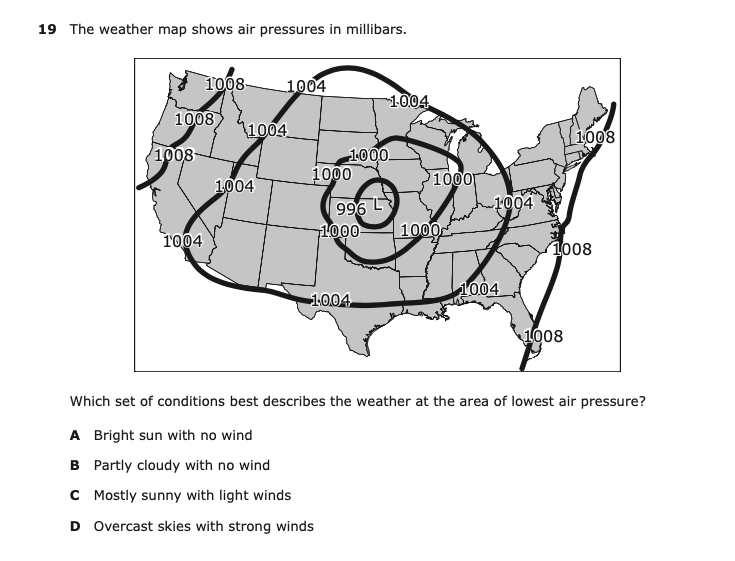 19 The weather map shows air pressures in millibars.
1008 1004
1004
1008
1004 1008
1008 1000
1000 1000
1004
996 L 1004
1000 1000
1004 1008
1004 1004
1008
Which set of conditions best describes the weather at the area of lowest air pressure?
A Bright sun with no wind
B Partly cloudy with no wind
C Mostly sunny with light winds
D Overcast skies with strong winds